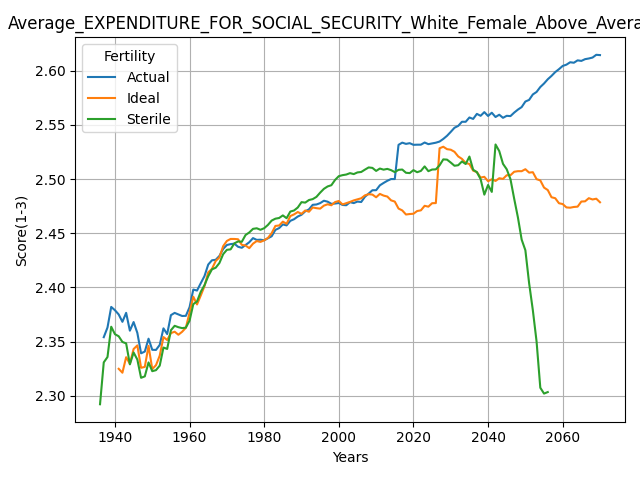 Average_EXPENDITURE_FOR_SOCIAL_SECURITY_White_Female_Above_Avera
Fertility
Actual
Ideal
Sterile
Score(1-3)
2.60
2.55
2.50
2.45
2.40
2.35
2.30
1940 1960 1980 2000 2020 2040 2060
Years